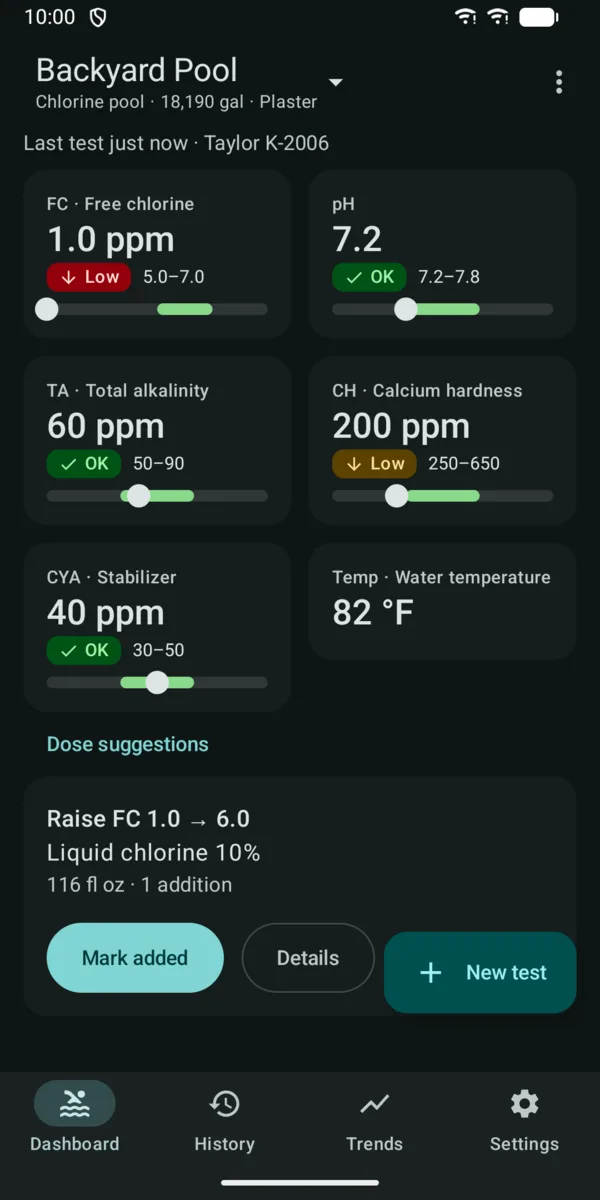 10:00
Backyard Pool
Chlorine pool · 18,190 gal · Plaster
Last test just now · Taylor K-2006
FC · Free chlorine
1.0 ppm
↓ Low 5.0–7.0
pH
7.2
✓ OK 7.2–7.8
TA · Total alkalinity
60 ppm
✓ OK 50–90
CH · Calcium hardness
200 ppm
↓ Low 250–650
CYA · Stabilizer
40 ppm
✓ OK 30–50
Temp · Water temperature
82 °F
Dose suggestions
Raise FC 1.0 → 6.0
Liquid chlorine 10%
116 fl oz · 1 addition
Mark added
Details
+ New test
Dashboard
History
Trends
Settings